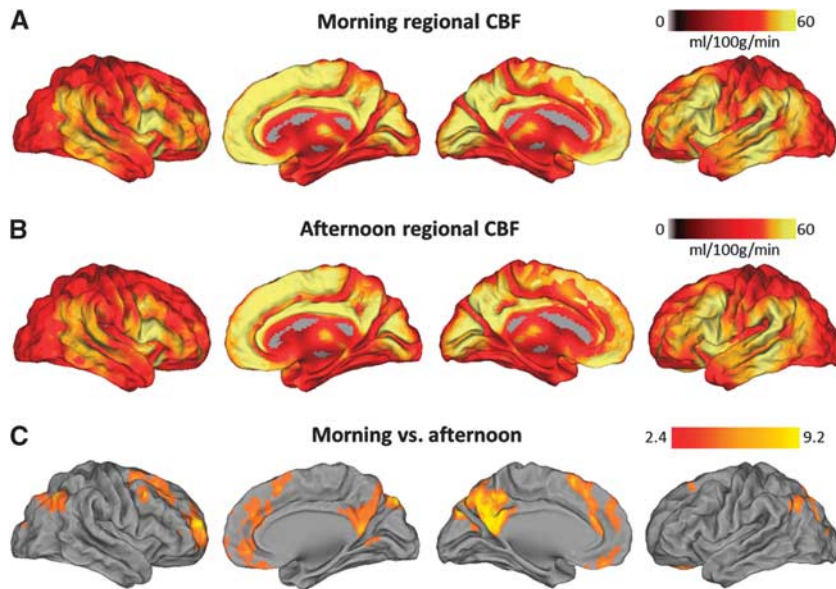 A
Morning regional CBF
0
60
ml/100g/min
B
Afternoon regional CBF
0
60
ml/100g/min
C
Morning vs. afternoon
2.4
9.2